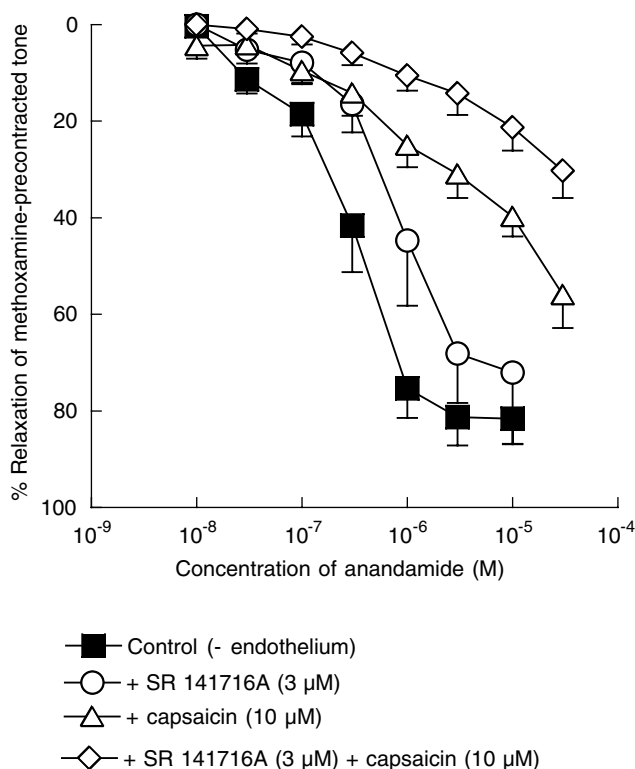 % Relaxation of methoxamine-precontracted tone
0
20
40
60
80
100
10-9
10-8
10-7
10-6
10-5
10-4
Concentration of anandamide (M)
Control (- endothelium)
+ SR 141716A (3 µM)
+ capsaicin (10 µM)
+ SR 141716A (3 µM) + capsaicin (10 µM)